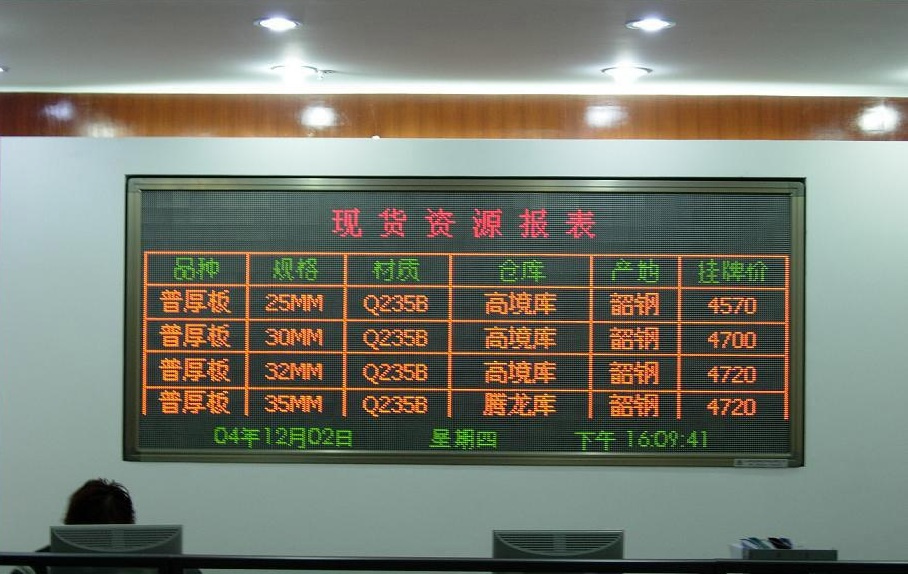 现货资源报表
品种 规格 材质 仓库 产地 挂牌价
普厚板 25MM Q235B 高境库 韶钢 4570
普厚板 30MM Q235B 高境库 韶钢 4700
普厚板 32MM Q235B 高境库 韶钢 4720
普厚板 35MM Q235B 腾龙库 韶钢 4720
04年12月02日 星期四 下午 16:09:41